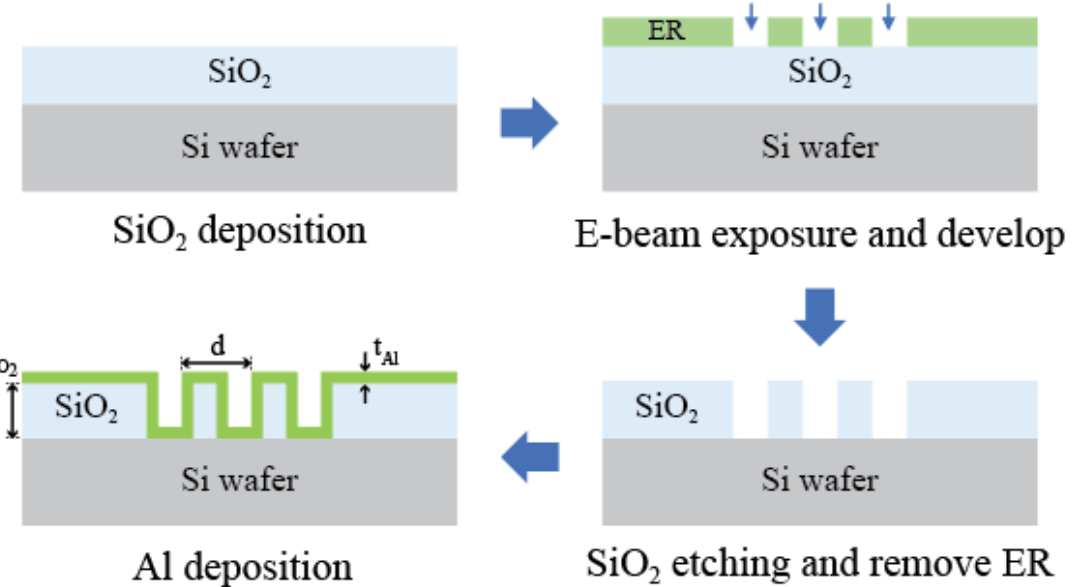 SiO₂
Si wafer
SiO₂ deposition
ER
SiO₂
Si wafer
E-beam exposure and develop
d
t_Al
SiO₂
Si wafer
Al deposition
SiO₂
Si wafer
SiO₂ etching and remove ER